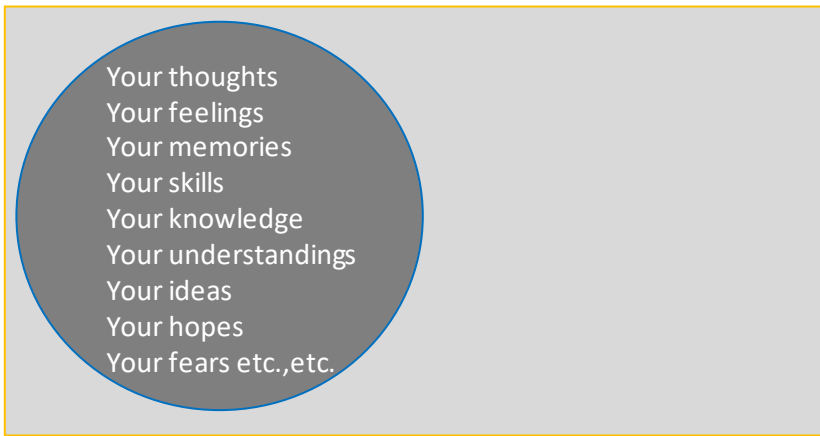 Your thoughts
Your feelings
Your memories
Your skills
Your knowledge
Your understandings
Your ideas
Your hopes
Your fears etc.,etc.